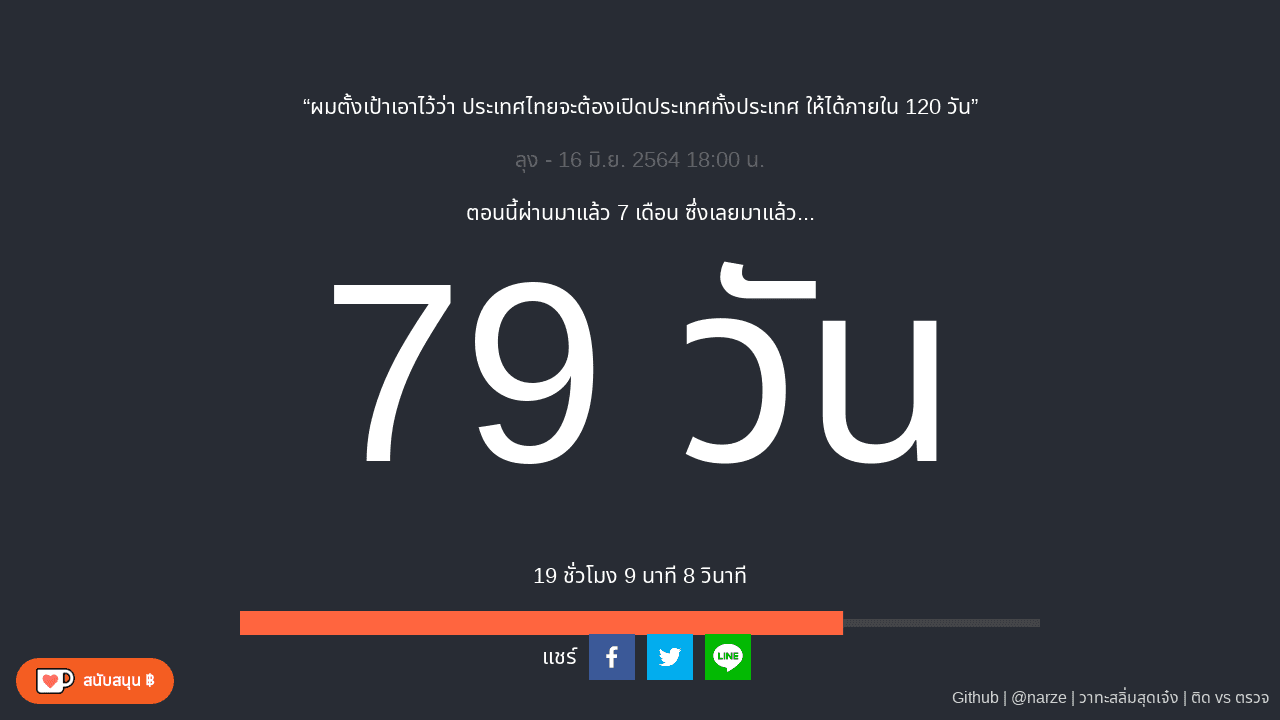 “ผมตั้งเป้าเอาไว้ว่า ประเทศไทยจะต้องเปิดประเทศทั้งประเทศ ให้ได้ภายใน 120 วัน”
ลุง - 16 มิ.ย. 2564 18:00 น.
ตอนนี้ผ่านมาแล้ว 7 เดือน ซึ่งเลยมาแล้ว...
79 วัน
19 ชั่วโมง 9 นาที 8 วินาที
แชร์
LINE
สนับสนุน ฿
Github | @narze | วาทะสลิ่มสุดเจ๋ง | ติด vs ตรวจ